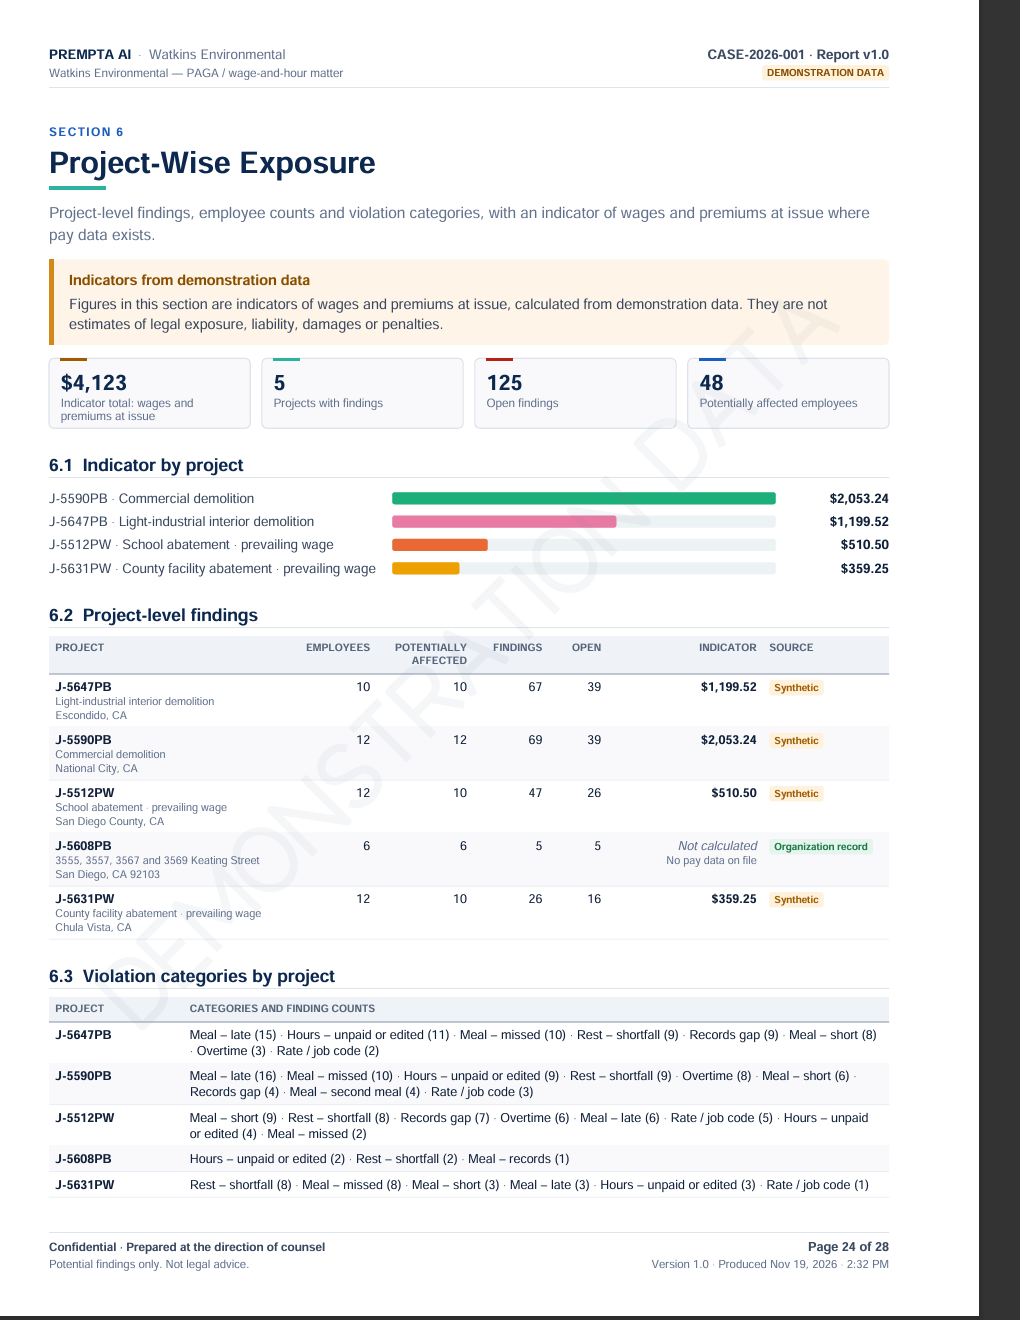 PREMPTA AI · Watkins Environmental
CASE-2026-001 · Report v1.0
Watkins Environmental — PAGA / wage-and-hour matter
DEMONSTRATION DATA
SECTION 6
Project-Wise Exposure
Project-level findings, employee counts and violation categories, with an indicator of wages and premiums at issue where
pay data exists.
Indicators from demonstration data
Figures in this section are indicators of wages and premiums at issue, calculated from demonstration data. They are not
estimates of legal exposure, liability, damages or penalties.
$4,123
Indicator total: wages and
premiums at issue
5
Projects with findings
125
Open findings
48
Potentially affected employees
6.1 Indicator by project
J-5590PB · Commercial demolition $2,053.24
J-5647PB · Light-industrial interior demolition $1,199.52
J-5512PW · School abatement · prevailing wage $510.50
J-5631PW · County facility abatement · prevailing wage $359.25
6.2 Project-level findings
PROJECT EMPLOYEES POTENTIALLY AFFECTED FINDINGS OPEN INDICATOR SOURCE
J-5647PB 10 10 67 39 $1,199.52 Synthetic
Light-industrial interior demolition
Escondido, CA
J-5590PB 12 12 69 39 $2,053.24 Synthetic
Commercial demolition
National City, CA
J-5512PW 12 10 47 26 $510.50 Synthetic
School abatement · prevailing wage
San Diego County, CA
J-5608PB 6 6 5 5 Not calculated Organization record
3555, 3557, 3567 and 3569 Keating Street No pay data on file
San Diego, CA 92103
J-5631PW 12 10 26 16 $359.25 Synthetic
County facility abatement · prevailing wage
Chula Vista, CA
6.3 Violation categories by project
PROJECT CATEGORIES AND FINDING COUNTS
J-5647PB Meal – late (15) · Hours – unpaid or edited (11) · Meal – missed (10) · Rest – shortfall (9) · Records gap (9) · Meal – short (8)
· Overtime (3) · Rate / job code (2)
J-5590PB Meal – late (16) · Meal – missed (10) · Hours – unpaid or edited (9) · Rest – shortfall (9) · Overtime (8) · Meal – short (6) ·
Records gap (4) · Meal – second meal (4) · Rate / job code (3)
J-5512PW Meal – short (9) · Rest – shortfall (8) · Records gap (7) · Overtime (6) · Meal – late (6) · Rate / job code (5) · Hours – unpaid
or edited (4) · Meal – missed (2)
J-5608PB Hours – unpaid or edited (2) · Rest – shortfall (2) · Meal – records (1)
J-5631PW Rest – shortfall (8) · Meal – missed (8) · Meal – short (3) · Meal – late (3) · Hours – unpaid or edited (3) · Rate / job code (1)
DEMONSTRATION DATA
Confidential · Prepared at the direction of counsel
Page 24 of 28
Potential findings only. Not legal advice.
Version 1.0 · Produced Nov 19, 2026 · 2:32 PM